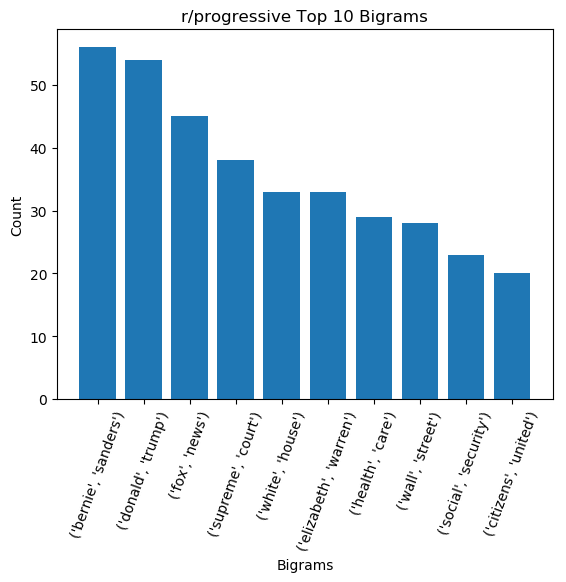 r/progressive Top 10 Bigrams
Count
50
40
30
20
10
0
('bernie', 'sanders')
('donald', 'trump')
('fox', 'news')
('supreme', 'court')
('white', 'house')
('elizabeth', 'warren')
('health', 'care')
('wall', 'street')
('social', 'security')
('citizens', 'united')
Bigrams